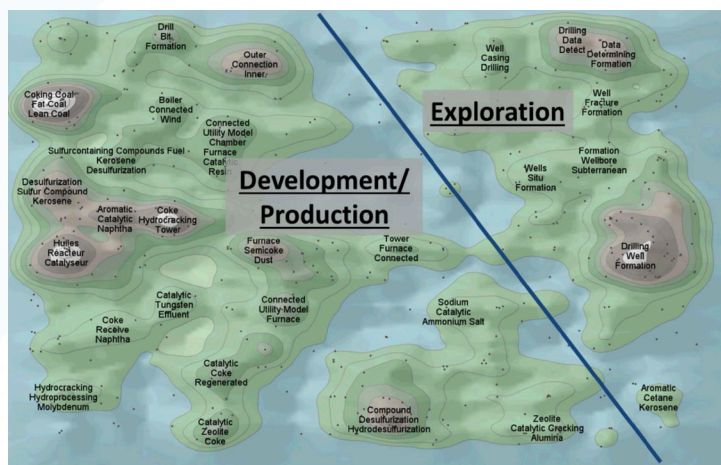 Drill
Bit
Formation
Outer
Connection
Inner
Well
Casing
Drilling
Drilling
Data
Detect
Data
Determining
Formation
Coking Coal
Fat Coal
Lean Coal
Boiler
Connected
Wind
Exploration
Well
Fracture
Formation
Connected
Utility Model
Chamber
Furnace
Catalytic
Resin
Sulfurcontaining Compounds Fuel
Kerosene
Desulfurization
Formation
Wellbore
Subterranean
Wells
Situ
Formation
Development/
Production
Desulfurization
Sulfur Compound
Kerosene
Aromatic
Catalytic
Naphtha
Coke
Hydrocracking
Tower
Huiles
Réacteur
Catalyseur
Furnace
Semicoke
Dust
Tower
Furnace
Connected
Drilling
Well
Formation
Catalytic
Tungsten
Effluent
Connected
Utility Model
Furnace
Sodium
Catalytic
Ammonium Salt
Coke
Receive
Naphtha
Catalytic
Coke
Regenerated
Hydrocracking
Hydroprocessing
Molybdenum
Aromatic
Cetane
Kerosene
Compound
Desulfurization
Hydrodesulfurization
Catalytic
Zeolite
Coke
Zeolite
Catalytic Cracking
Alumina